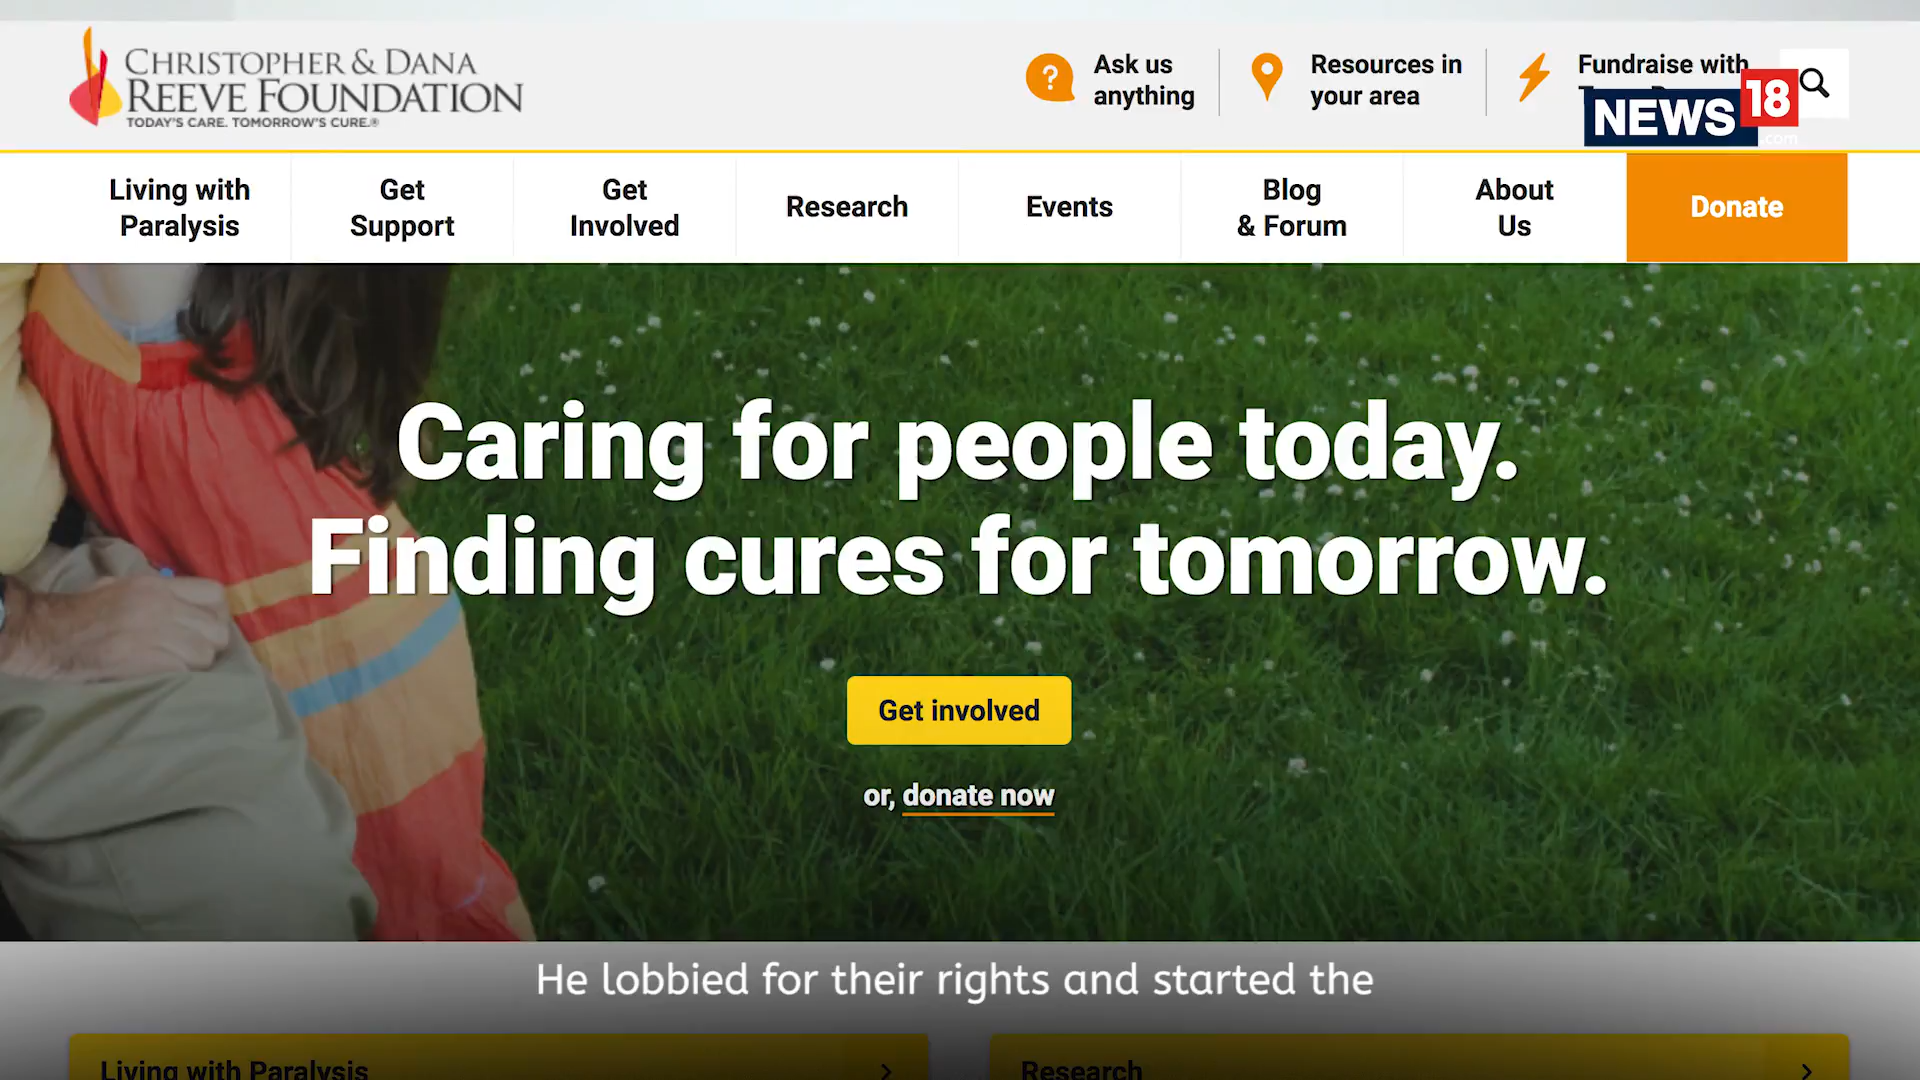 CHRISTOPHER & DANA
REEVE FOUNDATION
TODAY'S CARE. TOMORROW'S CURE.®
Ask us
anything
Resources in
your area
Fundraise with
NEWS 18
.com
Living with
Paralysis
Get
Support
Get
Involved
Research
Events
Blog
& Forum
About
Us
Donate
Caring for people today.
Finding cures for tomorrow.
Get involved
or, donate now
He lobbied for their rights and started the
Living with Paralysis
Research